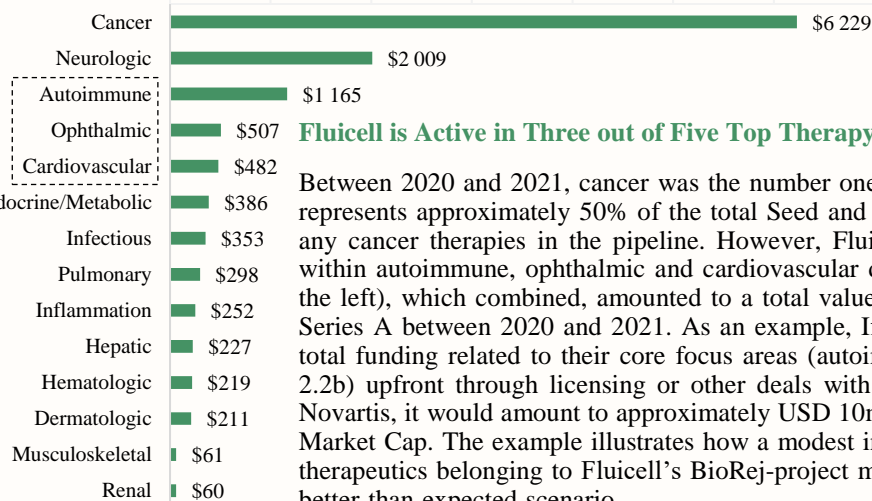 Cancer $6 229
Neurologic $2 009
Autoimmune $1 165
Ophthalmic $507
Cardiovascular $482
docrine/Metabolic $386
Infectious $353
Pulmonary $298
Inflammation $252
Hepatic $227
Hematologic $219
Dermatologic $211
Musculoskeletal $61
Renal $60
Fluicell is Active in Three out of Five Top Therapy
Between 2020 and 2021, cancer was the number one
represents approximately 50% of the total Seed and
any cancer therapies in the pipeline. However, Flui
within autoimmune, ophthalmic and cardiovascular
the left), which combined, amounted to a total value
Series A between 2020 and 2021. As an example,
total funding related to their core focus areas (autoi
2.2b) upfront through licensing or other deals with
Novartis, it would amount to approximately USD 10
Market Cap. The example illustrates how a modest
therapeutics belonging to Fluicell's BioRej-project
better than expected scenario